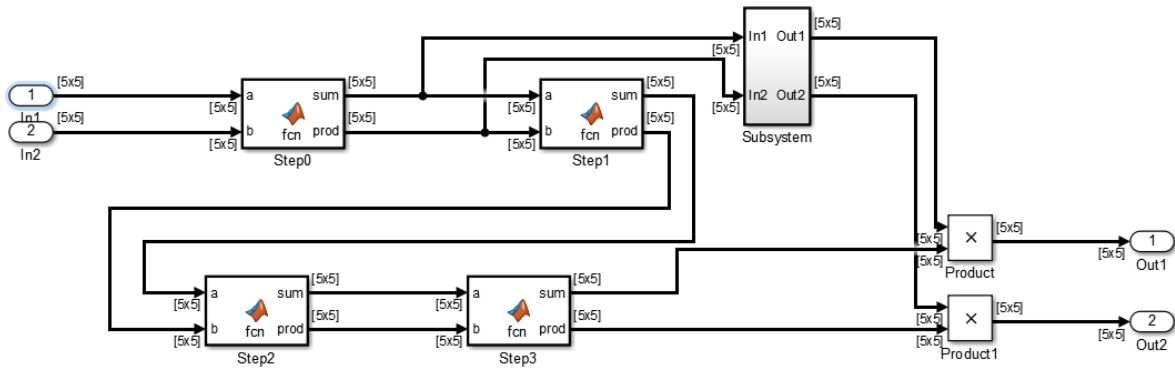 [5x5]
[5x5]
1
In1
[5x5]
2
In2
[5x5]
[5x5]
a
b
sum
prod
fcn
Step0
[5x5]
[5x5]
[5x5]
[5x5]
a
b
sum
prod
fcn
Step1
[5x5]
[5x5]
[5x5]
[5x5]
In1
In2
Out1
Out2
Subsystem
[5x5]
[5x5]
[5x5]
[5x5]
×
Product
[5x5]
[5x5]
1
Out1
[5x5]
[5x5]
a
b
sum
prod
fcn
Step2
[5x5]
[5x5]
[5x5]
[5x5]
a
b
sum
prod
fcn
Step3
[5x5]
[5x5]
[5x5]
[5x5]
×
Product1
[5x5]
[5x5]
2
Out2